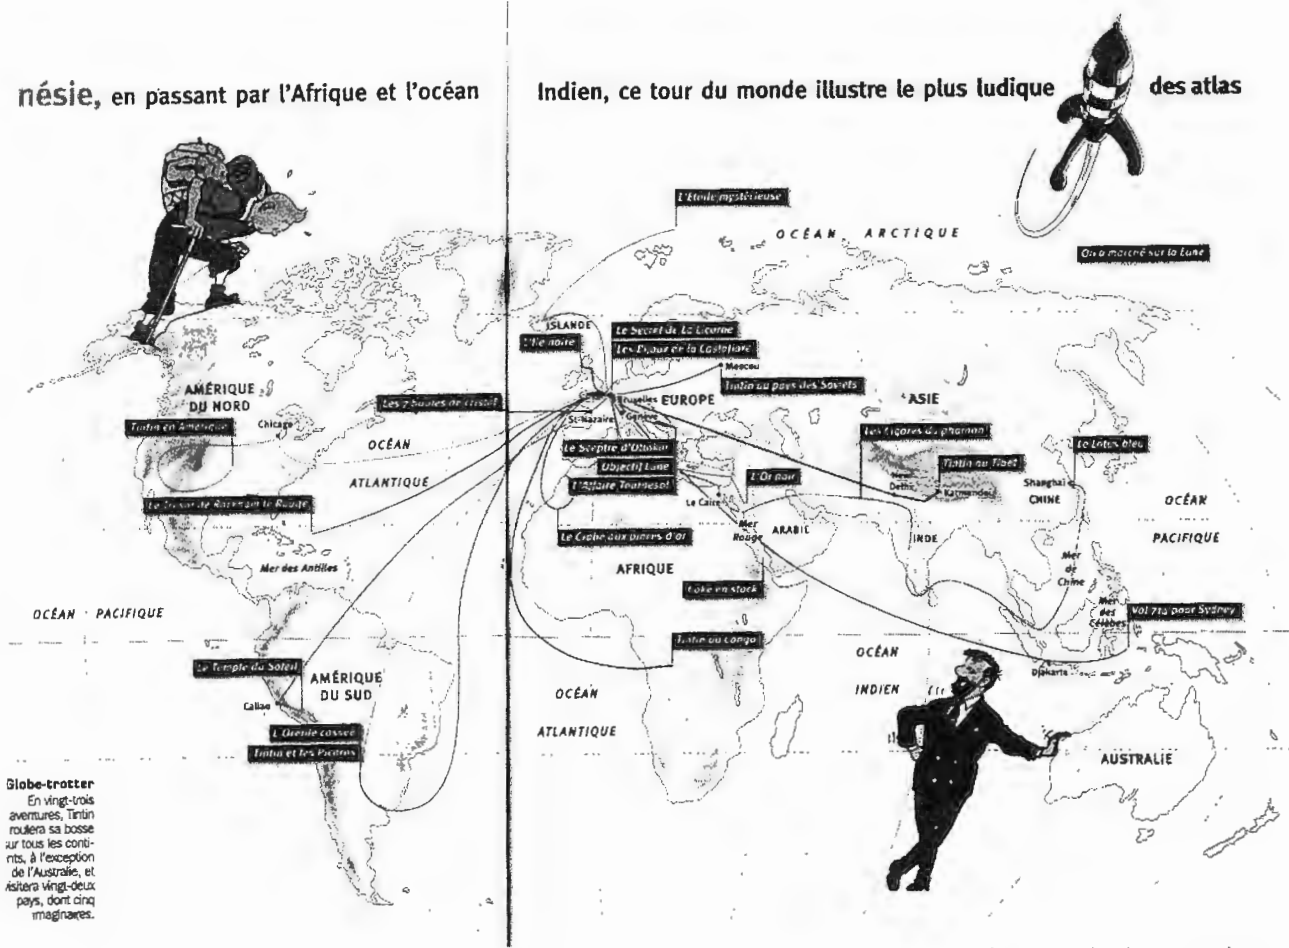 nésie, en passant par l'Afrique et l'océan
Indien, ce tour du monde illustre le plus ludique
des atlas
L'Etoile mystérieuse
OCÉAN ARCTIQUE
On a marché sur la Lune
ISLANDE
L'Ile noire
Le Secret de La Licorne
Les Bijoux de la Castafiore
Moscou
Tintin au pays des Soviets
AMÉRIQUE
DU NORD
Tintin en Amérique
Chicago
Les 7 boules de cristal
OCÉAN
ATLANTIQUE
Bruxelles
EUROPE
St-Nazaire
Genève
ASIE
Les Cigares du pharaon
Le Lotus bleu
Le Sceptre d'Ottokar
Objectif Lune
L'Affaire Tournesol
L'Or noir
Tintin au Tibet
New
Delhi
Katmandou
Shanghai
CHINE
OCÉAN
PACIFIQUE
Le Trésor de Rackham le Rouge
Le Caire
Mer
Rouge
ARABIE
INDE
Le Crabe aux pinces d'or
Mer des Antilles
AFRIQUE
Mer
de
Chine
Coke en stock
Mer
des
Célèbes
Vol 714 pour Sydney
OCÉAN PACIFIQUE
Tintin au Congo
Le Temple du Soleil
AMÉRIQUE
DU SUD
Callao
OCÉAN
ATLANTIQUE
OCÉAN
INDIEN
Djakarta
L'Oreille cassée
Tintin et les Picaros
AUSTRALIE
Globe-trotter
En vingt-trois
aventures, Tintin
roulera sa bosse
ur tous les conti-
nts, à l'exception
de l'Australie, et
visitera vingt-deux
pays, dont cinq
imaginaires.